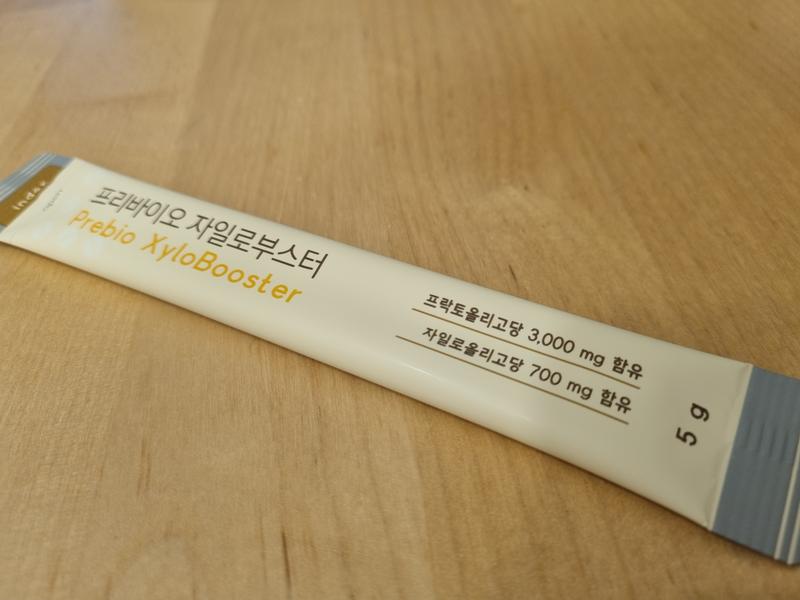 index
프리바이오 자일로부스터
Prebio XyloBooster
프락토올리고당 3,000 mg 함유
자일로올리고당 700 mg 함유
5 g